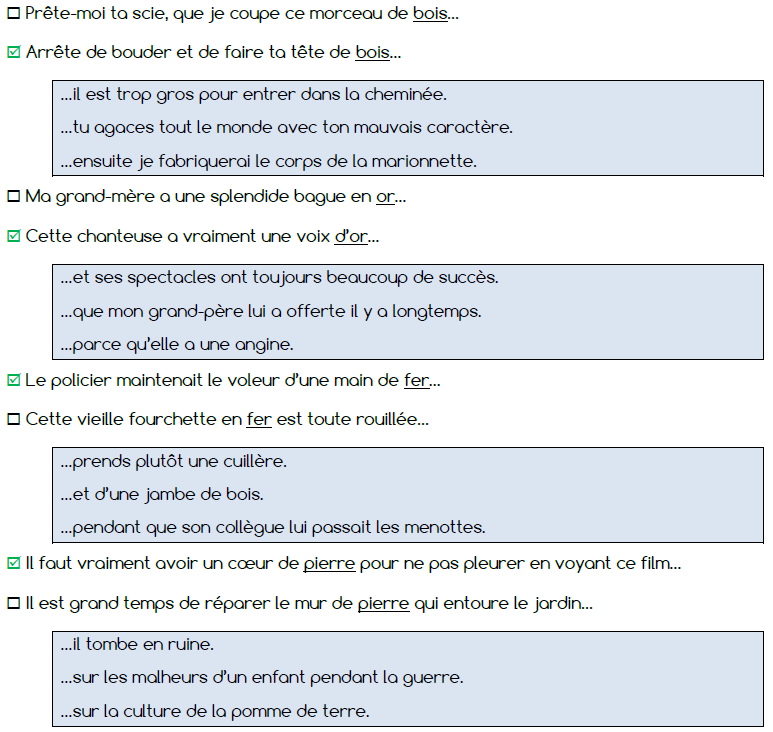 Prête-moi ta scie, que je coupe ce morceau de bois...
Arrête de bouder et de faire ta tête de bois...
...il est trop gros pour entrer dans la cheminée.
...tu agaces tout le monde avec ton mauvais caractère.
...ensuite je fabriquerai le corps de la marionnette.
Ma grand-mère a une splendide bague en or...
Cette chanteuse a vraiment une voix d'or...
...et ses spectacles ont toujours beaucoup de succès.
...que mon grand-père lui a offerte il y a longtemps.
...parce qu'elle a une angine.
Le policier maintenait le voleur d'une main de fer...
Cette vieille fourchette en fer est toute rouillée...
...prends plutôt une cuillère.
...et d'une jambe de bois.
...pendant que son collègue lui passait les menottes.
Il faut vraiment avoir un cœur de pierre pour ne pas pleurer en voyant ce film...
Il est grand temps de réparer le mur de pierre qui entoure le jardin...
...il tombe en ruine.
...sur les malheurs d'un enfant pendant la guerre.
...sur la culture de la pomme de terre.